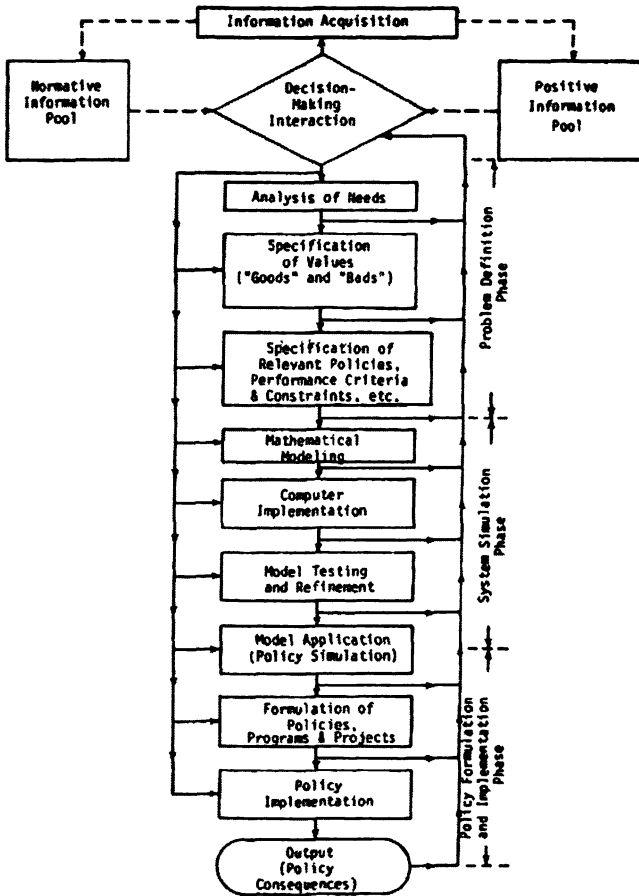 Information Acquisition
Normative
Information
Pool
Decision-
Making
Interaction
Positive
Information
Pool
Analysis of Needs
Specification
of Values
("Goods" and "Bads")
Specification of
Relevant Policies,
Performance Criteria
& Constraints, etc.
Problem Definition
Phase
Mathematical
Modeling
Computer
Implementation
Model Testing
and Refinement
System Simulation
Phase
Model Application
(Policy Simulation)
Formulation of
Policies,
Programs & Projects
Policy
Implementation
Policy Formulation
and Implementation
Phase
Output
(Policy
Consequences)